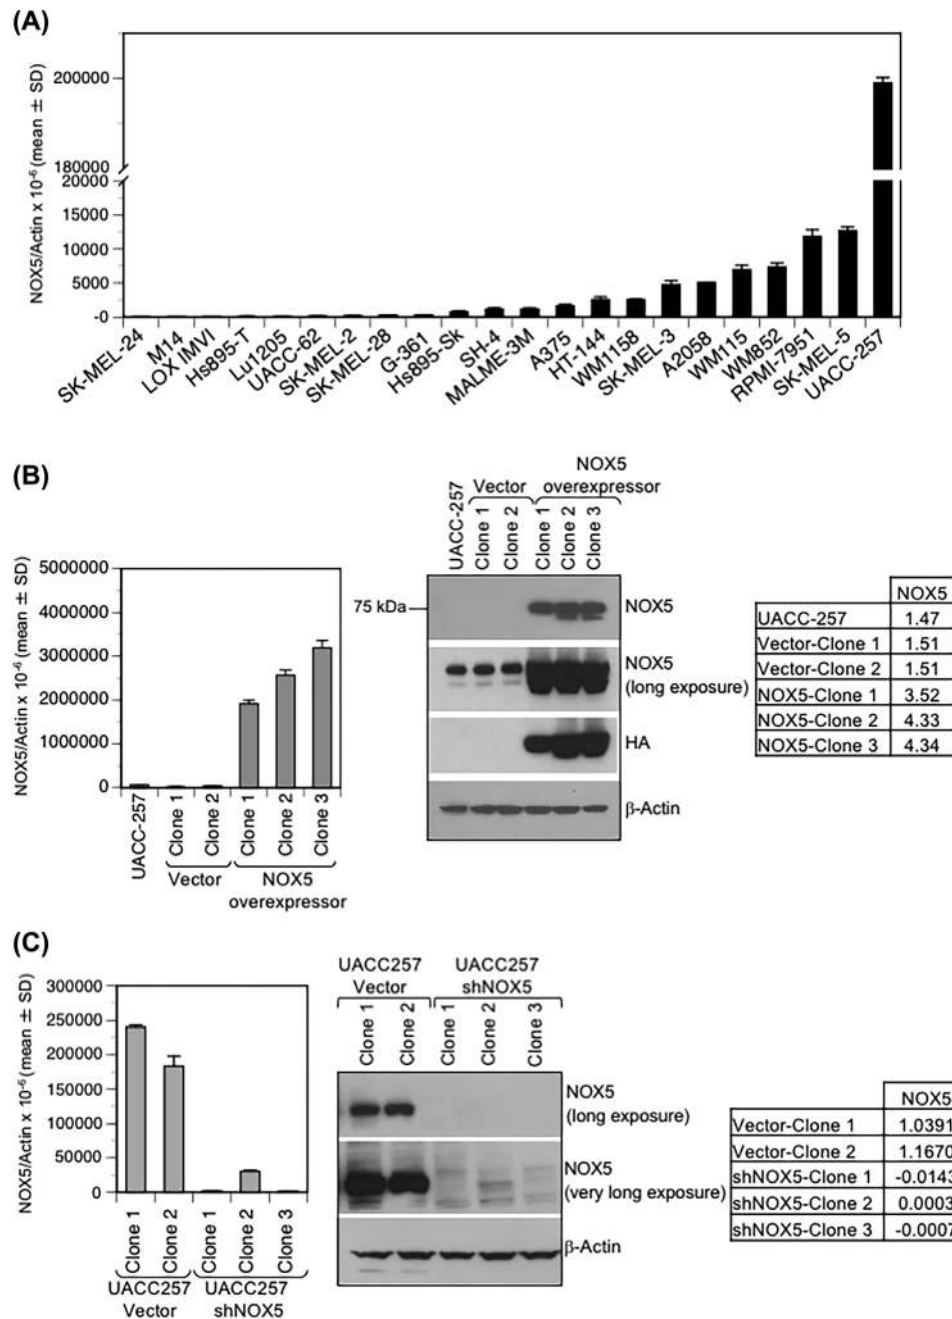 (A)
NOX5/Actin x 10-6 (mean ± SD)
200000
180000
20000
15000
10000
5000
-0
SK-MEL-24
M14
LOX IMVI
Hs895-T
Lu1205
UACC-62
SK-MEL-2
SK-MEL-28
G-361
Hs895-Sk
SH-4
MALME-3M
A375
HT-144
WM1158
SK-MEL-3
A2058
WM115
WM852
RPMI-7951
SK-MEL-5
UACC-257
(B)
NOX5/Actin x 10-6 (mean ± SD)
5000000
4000000
3000000
2000000
1000000
0
UACC-257
Clone 1
Clone 2
Clone 1
Clone 2
Clone 3
Vector
NOX5
overexpressor
NOX5
Vector overexpressor
UACC-257
Clone 1
Clone 2
Clone 1
Clone 2
Clone 3
75 kDa
NOX5
NOX5
(long exposure)
HA
β-Actin
NOX5
UACC-257 1.47
Vector-Clone 1 1.51
Vector-Clone 2 1.51
NOX5-Clone 1 3.52
NOX5-Clone 2 4.33
NOX5-Clone 3 4.34
(C)
NOX5/Actin x 10-6 (mean ± SD)
300000
250000
200000
150000
100000
50000
0
Clone 1
Clone 2
Clone 1
Clone 2
Clone 3
UACC257 UACC257
Vector shNOX5
UACC257 UACC257
Vector shNOX5
Clone 1
Clone 2
Clone 1
Clone 2
Clone 3
NOX5
(long exposure)
NOX5
(very long exposure)
β-Actin
NOX5
Vector-Clone 1 1.0391
Vector-Clone 2 1.1670
shNOX5-Clone 1 -0.0143
shNOX5-Clone 2 0.0003
shNOX5-Clone 3 -0.0007